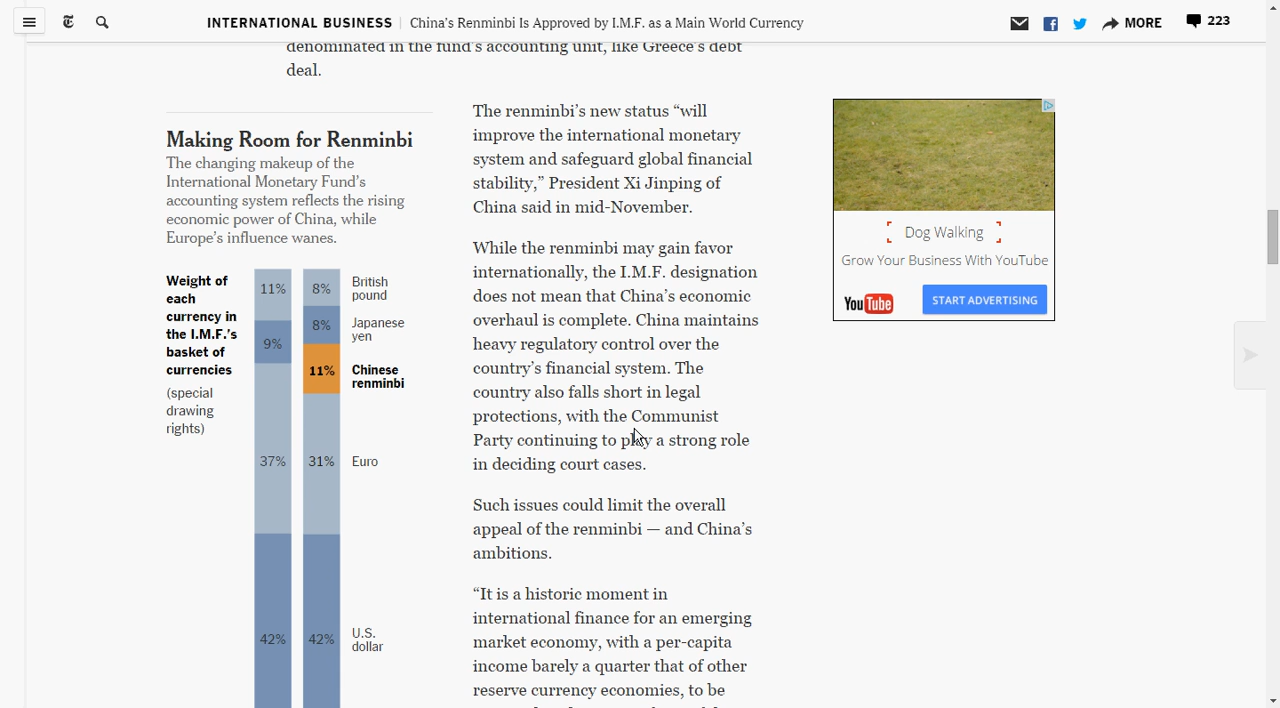 INTERNATIONAL BUSINESS | China's Renminbi Is Approved by I.M.F. as a Main World Currency
MORE
223
denominated in the fund's accounting unit, like Greece's debt
deal.
Making Room for Renminbi
The changing makeup of the
International Monetary Fund's
accounting system reflects the rising
economic power of China, while
Europe's influence wanes.
Weight of
each
currency in
the I.M.F.'s
basket of
currencies
(special
drawing
rights)
11% 8% British
pound
9% 8% Japanese
yen
11% Chinese
renminbi
37% 31% Euro
42% 42% U.S.
dollar
The renminbi's new status “will
improve the international monetary
system and safeguard global financial
stability,” President Xi Jinping of
China said in mid-November.
While the renminbi may gain favor
internationally, the I.M.F. designation
does not mean that China's economic
overhaul is complete. China maintains
heavy regulatory control over the
country's financial system. The
country also falls short in legal
protections, with the Communist
Party continuing to play a strong role
in deciding court cases.
Such issues could limit the overall
appeal of the renminbi — and China's
ambitions.
“It is a historic moment in
international finance for an emerging
market economy, with a per-capita
income barely a quarter that of other
reserve currency economies, to be
Dog Walking
Grow Your Business With YouTube
YouTube
START ADVERTISING